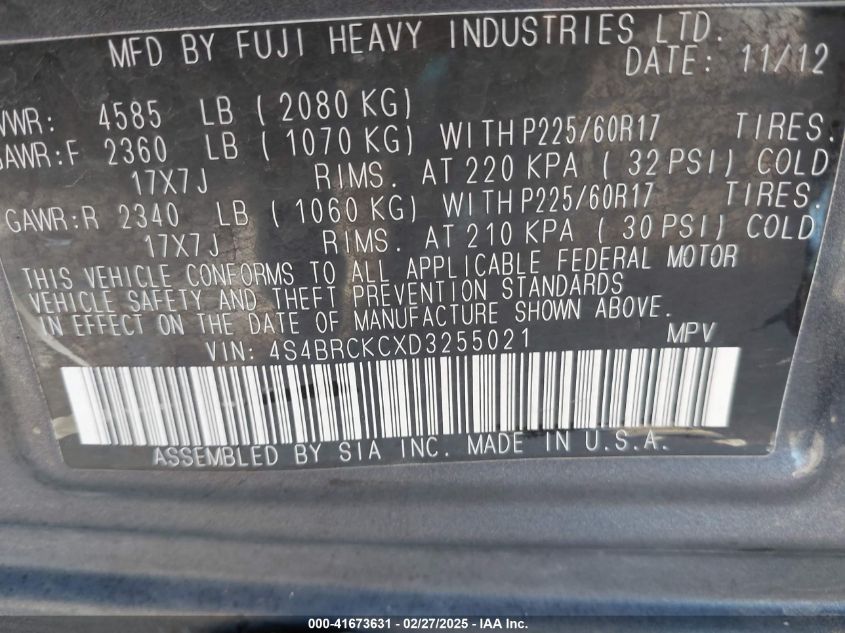 MFD BY FUJI HEAVY INDUSTRIES LTD.
DATE: 11/12
VWR: 4585 LB ( 2080 KG)
GAWR:F 2360 LB ( 1070 KG) WITH P225/60R17 TIRES.
17X7J RIMS. AT 220 KPA ( 32 PSI) COLD
GAWR:R 2340 LB ( 1060 KG) WITH P225/60R17 TIRES.
17X7J RIMS. AT 210 KPA ( 30 PSI) COLD
THIS VEHICLE CONFORMS TO ALL APPLICABLE FEDERAL MOTOR
VEHICLE SAFETY AND THEFT PREVENTION STANDARDS
IN EFFECT ON THE DATE OF MANUFACTURE SHOWN ABOVE.
VIN: 4S4BRCKCXD3255021 MPV
ASSEMBLED BY SIA INC. MADE IN U.S.A.
000-41673631 - 02/27/2025 - IAA Inc.